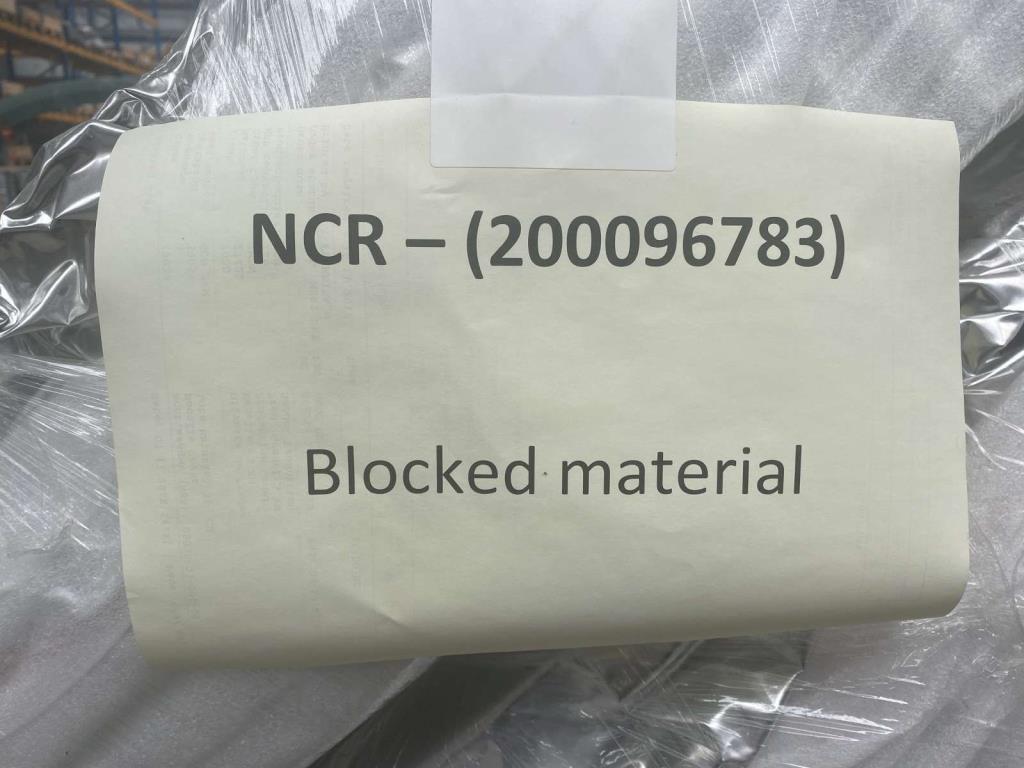 NCR – (200096783)
Blocked material